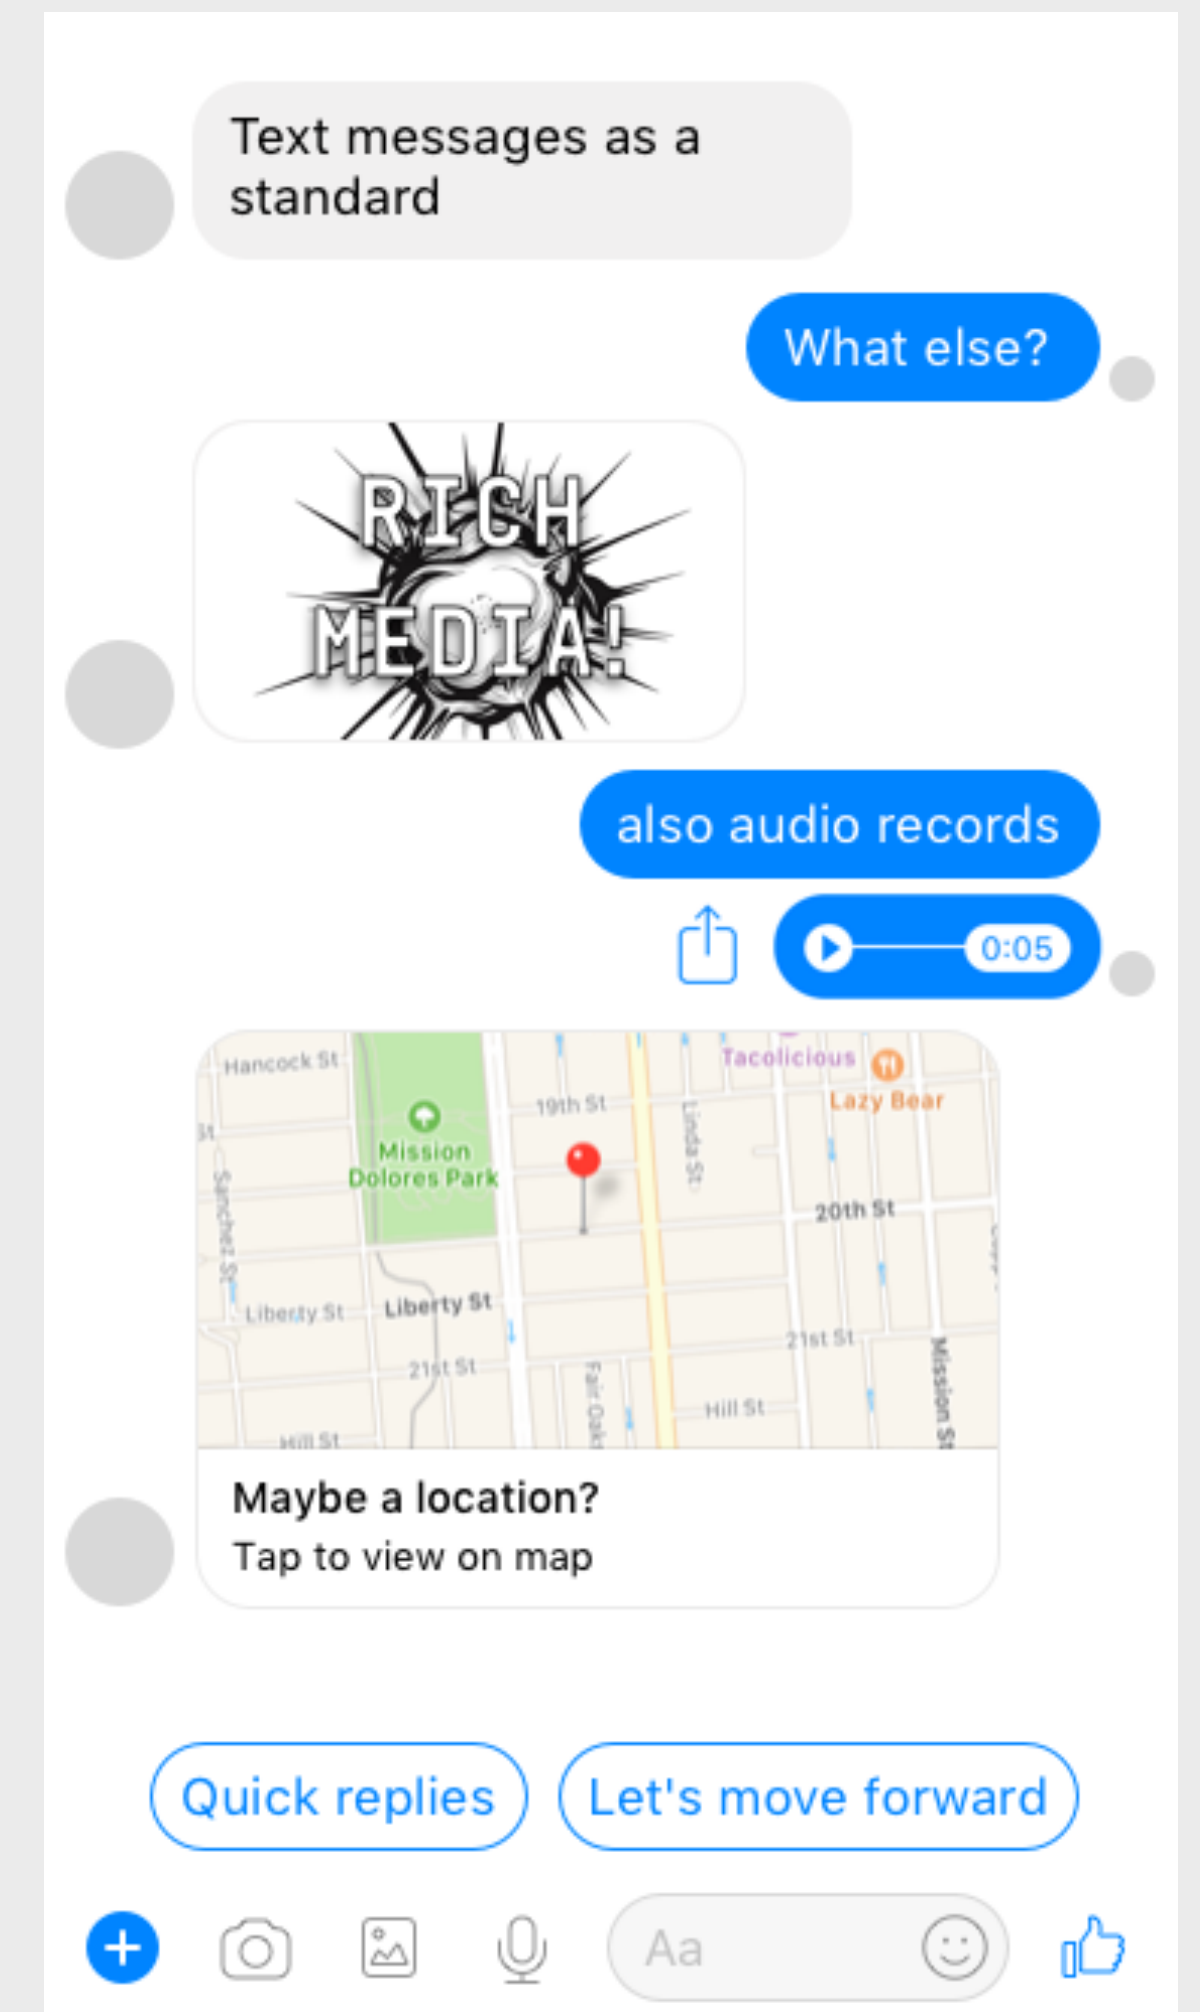 Text messages as a
standard
What else?
RICH
MEDIA!
also audio records
0:05
Tacolicious
Hancock St
Lazy Bear
19th St
Linda St
St
Mission
Dolores Park
Sanchez St
20th St
Liberty St
Liberty St
21st St
21st St
Mission St
Fair Oaks
Hill St
Hill St
Maybe a location?
Tap to view on map
Quick replies
Let's move forward
Aa